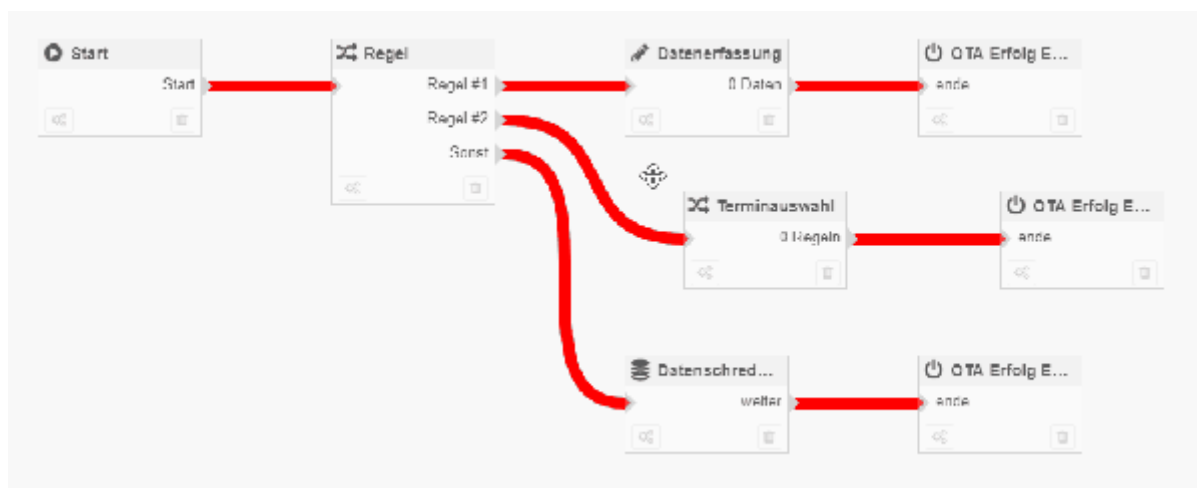 Start
Start
Regel
Regel #1
Regel #2
Sonst
Datenerfassung
0 Daten
OTA Erfolg E...
ende
Terminauswahl
0 Regeln
OTA Erfolg E...
ende
Datenschred...
weiter
OTA Erfolg E...
ende